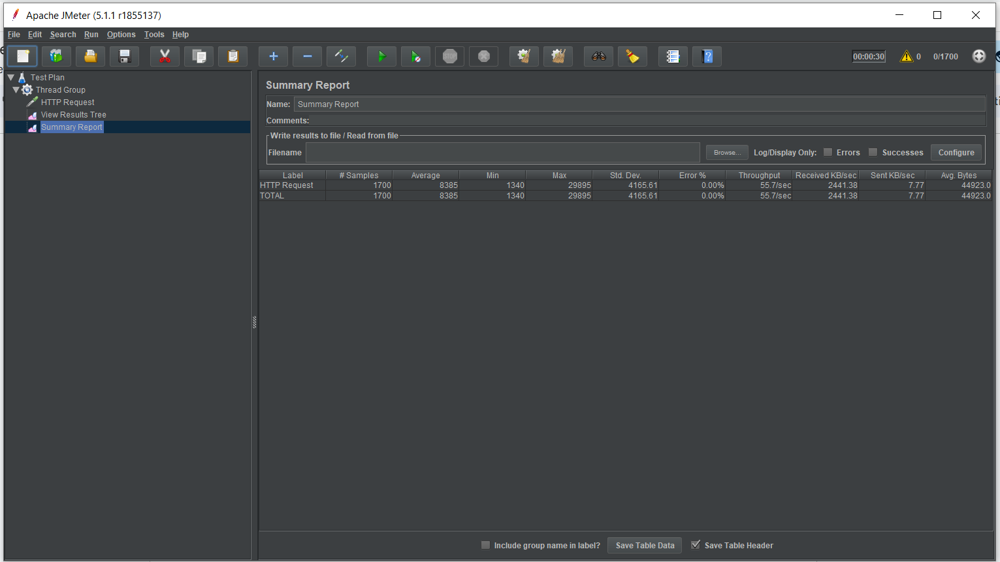 Apache JMeter (5.1.1 r1855137)
File Edit Search Run Options Tools Help
STOP
00:00:30 0 0/1700
Test Plan
Thread Group
HTTP Request
View Results Tree
Summary Report
Summary Report
Name: Summary Report
Comments:
Write results to file / Read from file
Filename Browse... Log/Display Only: Errors Successes Configure
Label # Samples Average Min Max Std. Dev. Error % Throughput Received KB/sec Sent KB/sec Avg. Bytes
HTTP Request 1700 8385 1340 29895 4165.61 0.00% 55.7/sec 2441.38 7.77 44923.0
TOTAL 1700 8385 1340 29895 4165.61 0.00% 55.7/sec 2441.38 7.77 44923.0
Include group name in label? Save Table Data Save Table Header